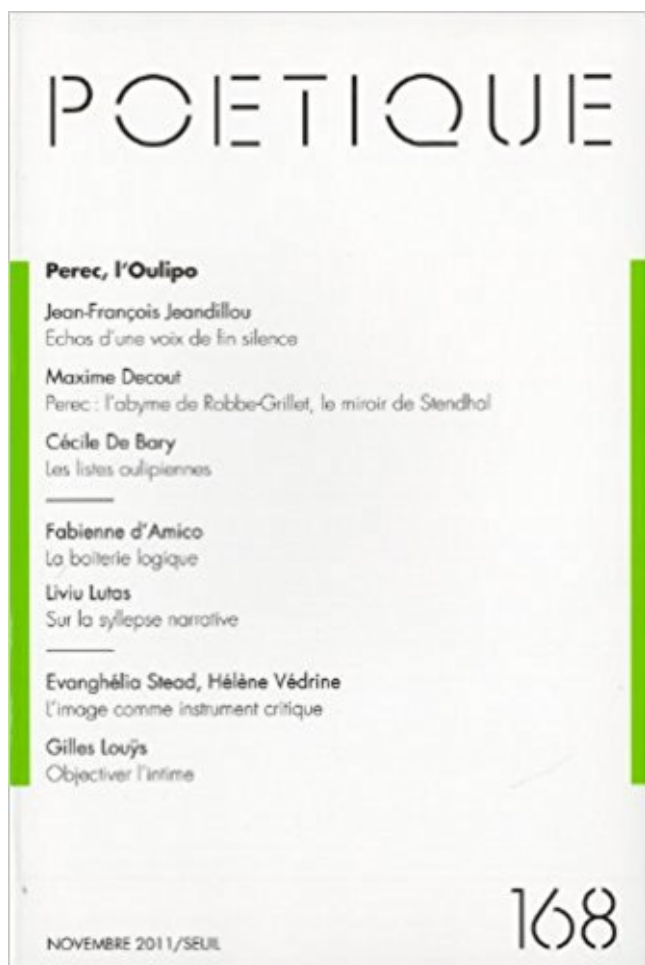 POETIQUE
Perec, l'Oulipo
Jean-François Jeandillou
Echos d'une voix de fin silence
Maxime Decout
Perec : l'abyme de Robbe-Grillet, le miroir de Stendhal
Cécile De Bary
Les listes oulipiennes
Fabienne d'Amico
La boiterie logique
Liviu Lutas
Sur la syllepse narrative
Evanghélia Stead, Hélène Védrine
L'image comme instrument critique
Gilles Louÿs
Objectiver l'intime
168
NOVEMBRE 2011/SEUIL